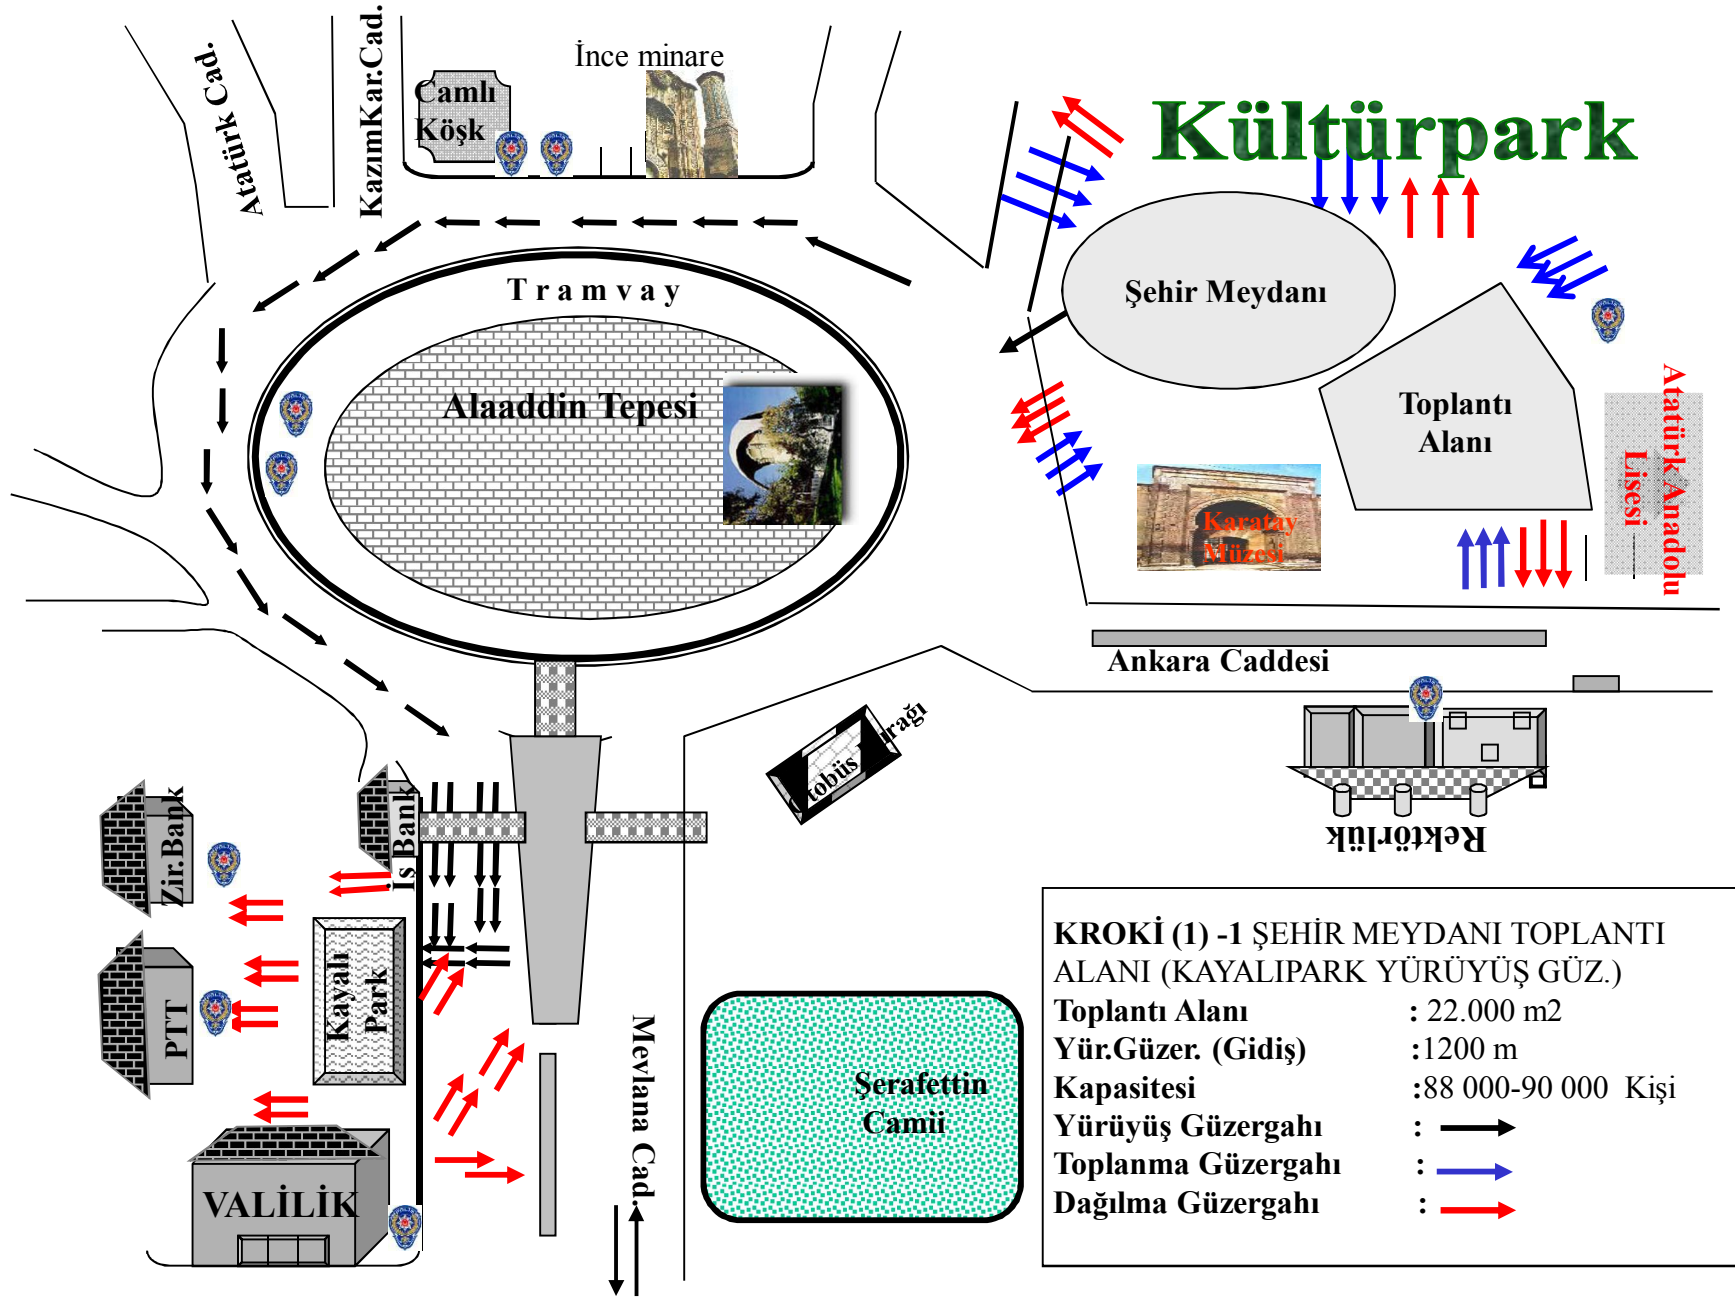 Atatürk Cad.
KazımKar.Cad.
Camlı
Köşk
İnce minare
Kültürpark
Tramvay
Şehir Meydanı
Alaaddin Tepesi
Toplantı
Alanı
Atatürk Anadolu
Lisesi
Karatay
Müzesi
Ankara Caddesi
Rektörlük
Zir.Bank
İş Bank
PTT
Kayalı
Park
VALİLİK
Mevlana Cad.
Şerafettin
Camii
KROKİ (1) -1 ŞEHİR MEYDANI TOPLANTI
ALANI (KAYALIPARK YÜRÜYÜŞ GÜZ.)
Toplantı Alanı : 22.000 m2
Yür.Güzer. (Gidiş) :1200 m
Kapasitesi :88 000-90 000 Kişi
Yürüyüş Güzergahı :
Toplanma Güzergahı :
Dağılma Güzergahı :